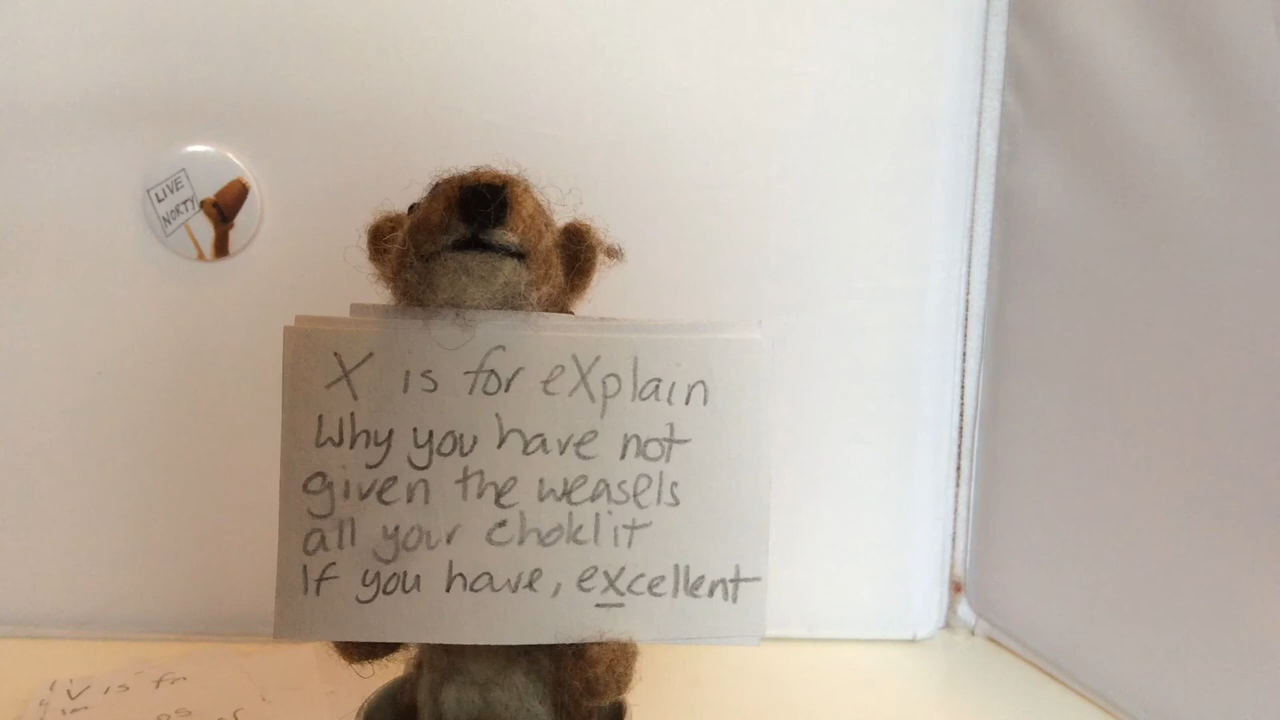 LIVE
NORTY
X is for eXplain
Why you have not
given the weasels
all your choklit
If you have, excellent
V is for